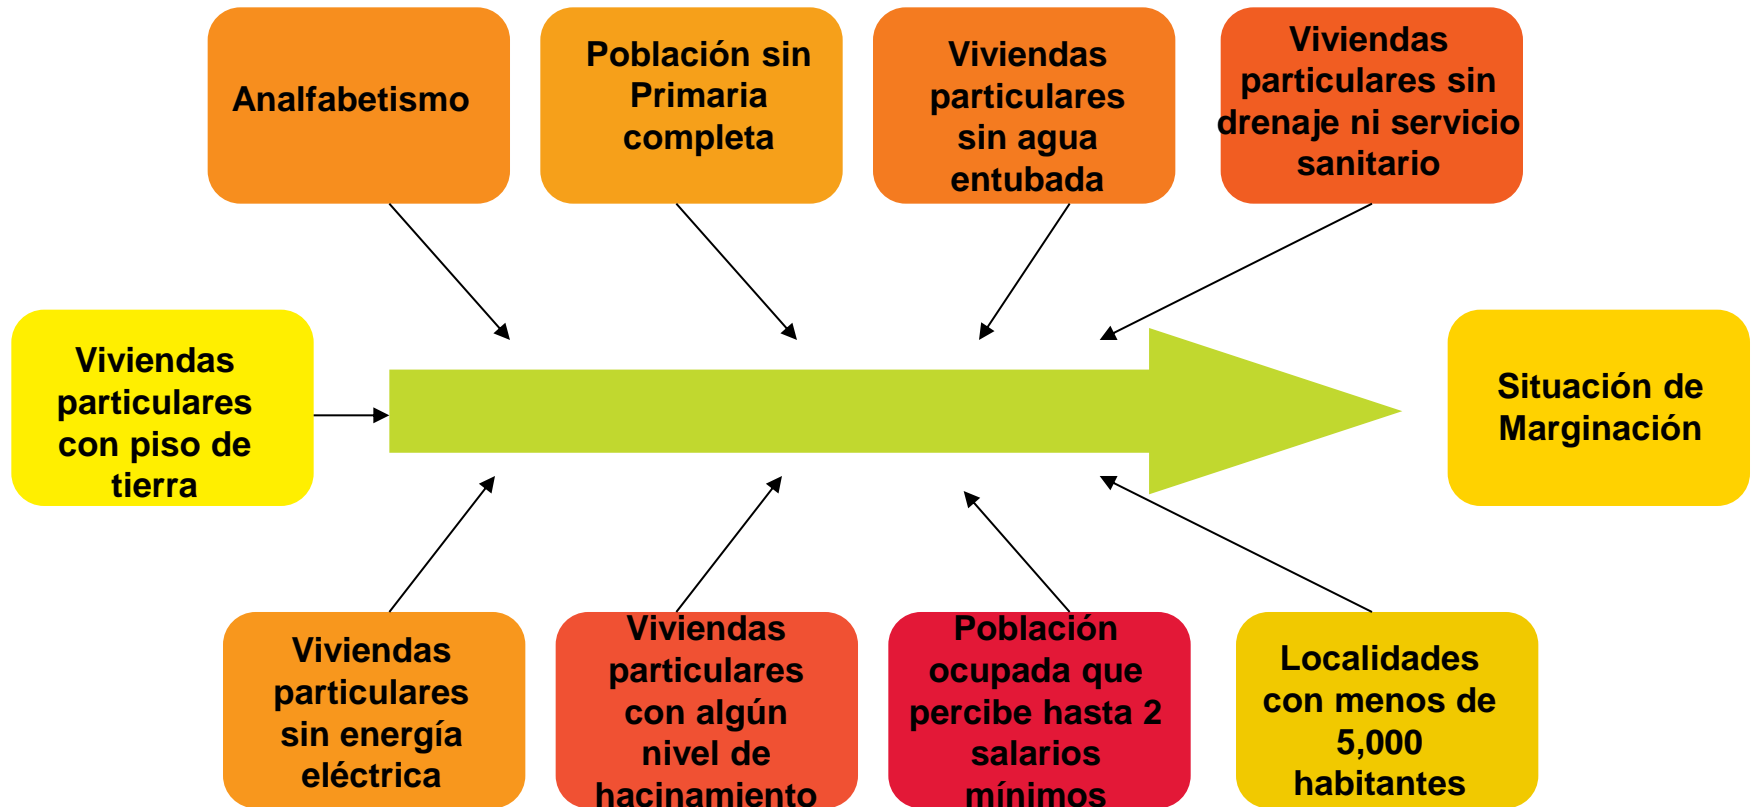 Analfabetismo
Población sin
Primaria
completa
Viviendas
particulares
sin agua
entubada
Viviendas
particulares sin
drenaje ni servicio
sanitario
Viviendas
particulares
con piso de
tierra
Situación de
Marginación
Viviendas
particulares
sin energía
eléctrica
Viviendas
particulares
con algún
nivel de
hacinamiento
Población
ocupada que
percibe hasta 2
salarios
mínimos
Localidades
con menos de
5,000
habitantes